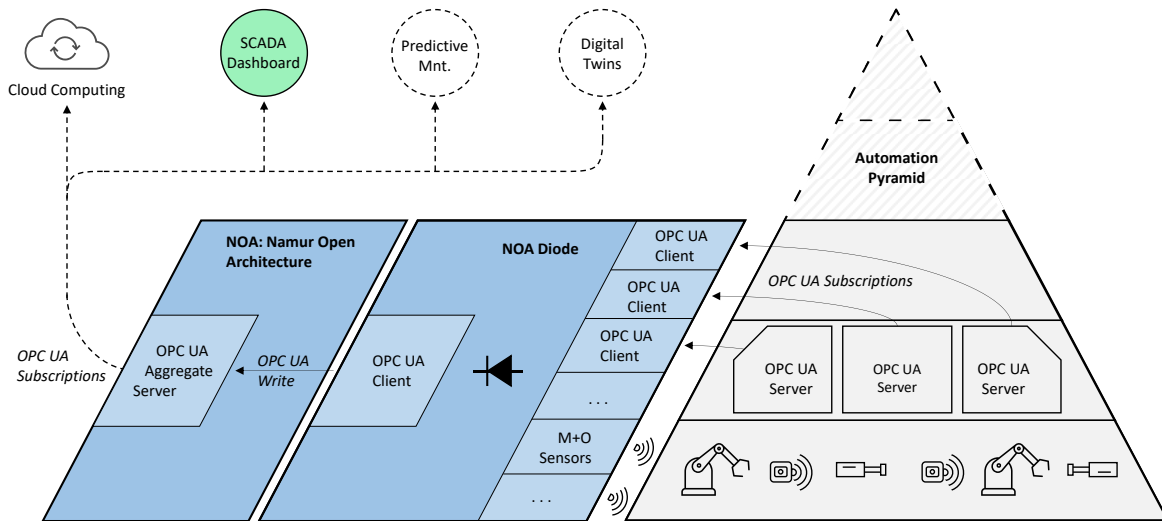 SCADA
Dashboard
Predictive
Mnt.
Digital
Twins
Cloud Computing
Automation
Pyramid
NOA: Namur Open
Architecture
NOA Diode
OPC UA
Client
OPC UA
Client
OPC UA
Client
. . .
M+O
Sensors
. . .
OPC UA Subscriptions
OPC UA
Subscriptions
OPC UA
Aggregate
Server
OPC UA
Write
OPC UA
Client
OPC UA
Server
OPC UA
Server
OPC UA
Server